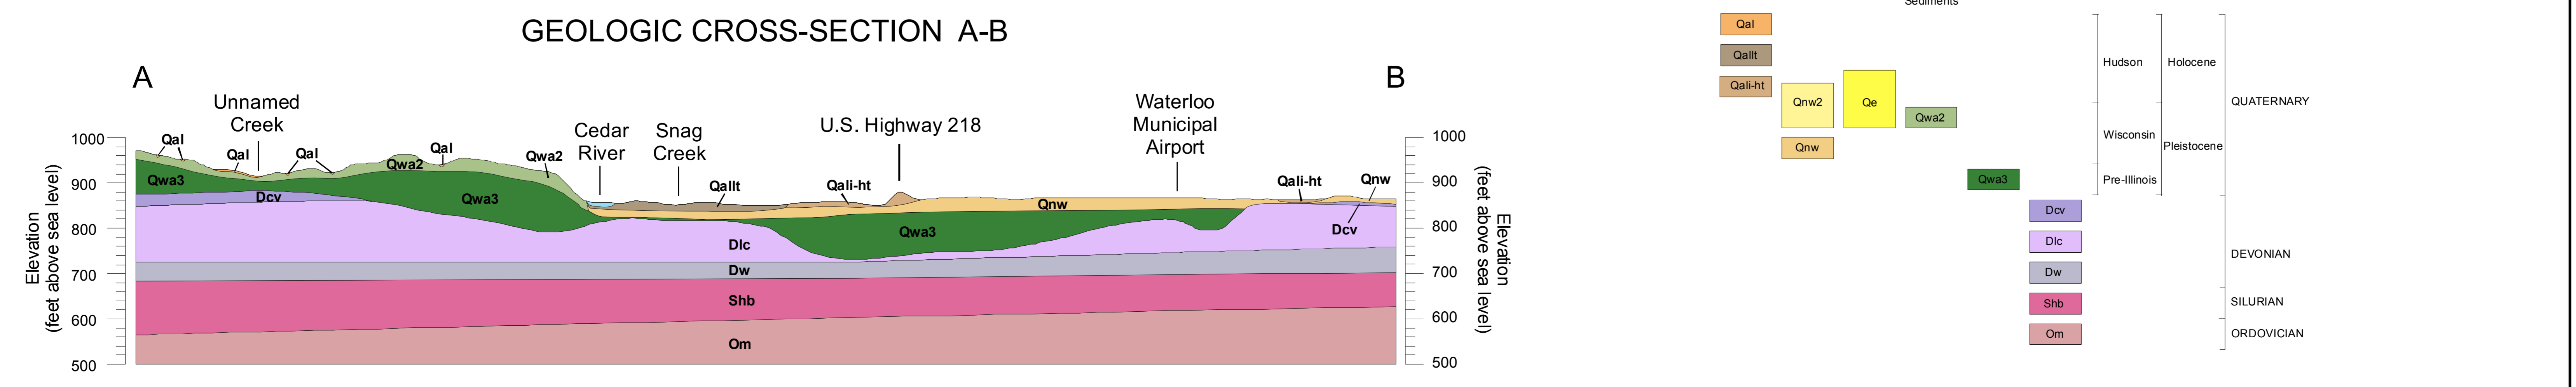 GEOLOGIC CROSS-SECTION A-B
A
B
Unnamed
Creek
Cedar
River
Snag
Creek
U.S. Highway 218
Waterloo
Municipal
Airport
Elevation
(feet above sea level)
1000
900
800
700
600
500
Qal
Qal
Qal
Qwa2
Qal
Qwa2
Qallt
Qali-ht
Qali-ht
Qnw
Qwa3
Dcv
Qwa3
Qnw
Qwa3
Dlc
Dcv
Dw
Shb
Om
1000
900
800
700
600
500
Elevation
(feet above sea level)
Sediments
Qal
Qallt
Qali-ht
Qnw2
Qe
Qwa2
Qnw
Qwa3
Dcv
Dlc
Dw
Shb
Om
Hudson
Wisconsin
Pre-Illinois
Holocene
Pleistocene
QUATERNARY
DEVONIAN
SILURIAN
ORDOVICIAN